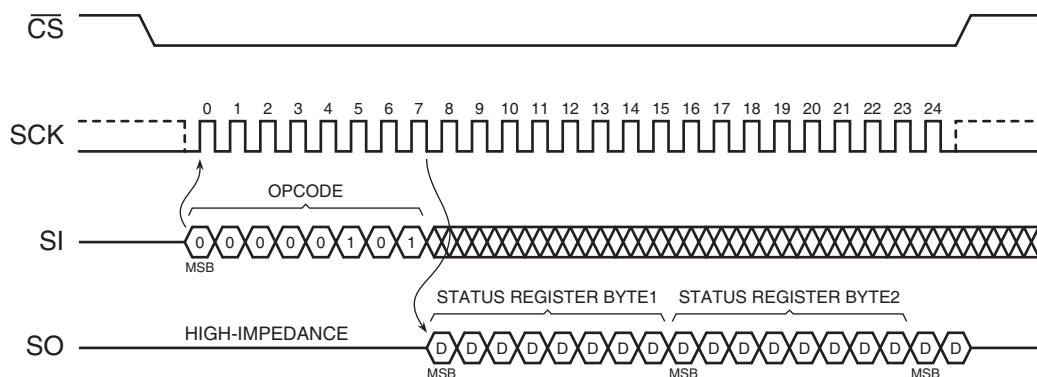 CS
0 1 2 3 4 5 6 7 8 9 10 11 12 13 14 15 16 17 18 19 20 21 22 23 24
SCK
OPCODE
SI
0 0 0 0 0 1 0 1
MSB
STATUS REGISTER BYTE1 STATUS REGISTER BYTE2
HIGH-IMPEDANCE
SO
D D D D D D D D D D D D D D D D D D
MSB MSB MSB